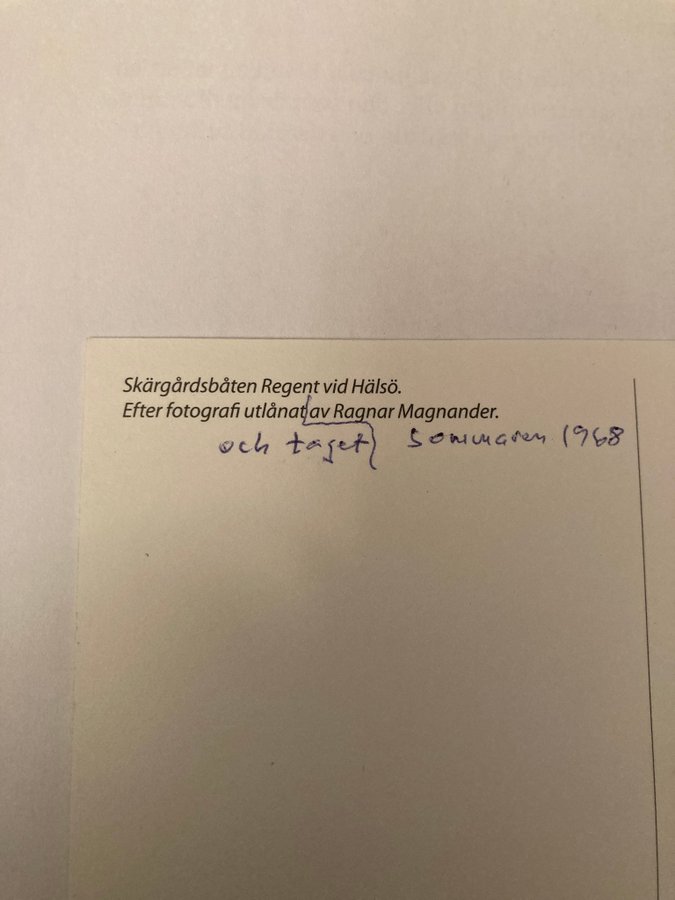 Skärgårdsbåten Regent vid Hälsö.
Efter fotografi utlånat av Ragnar Magnander.
och taget sommaren 1968